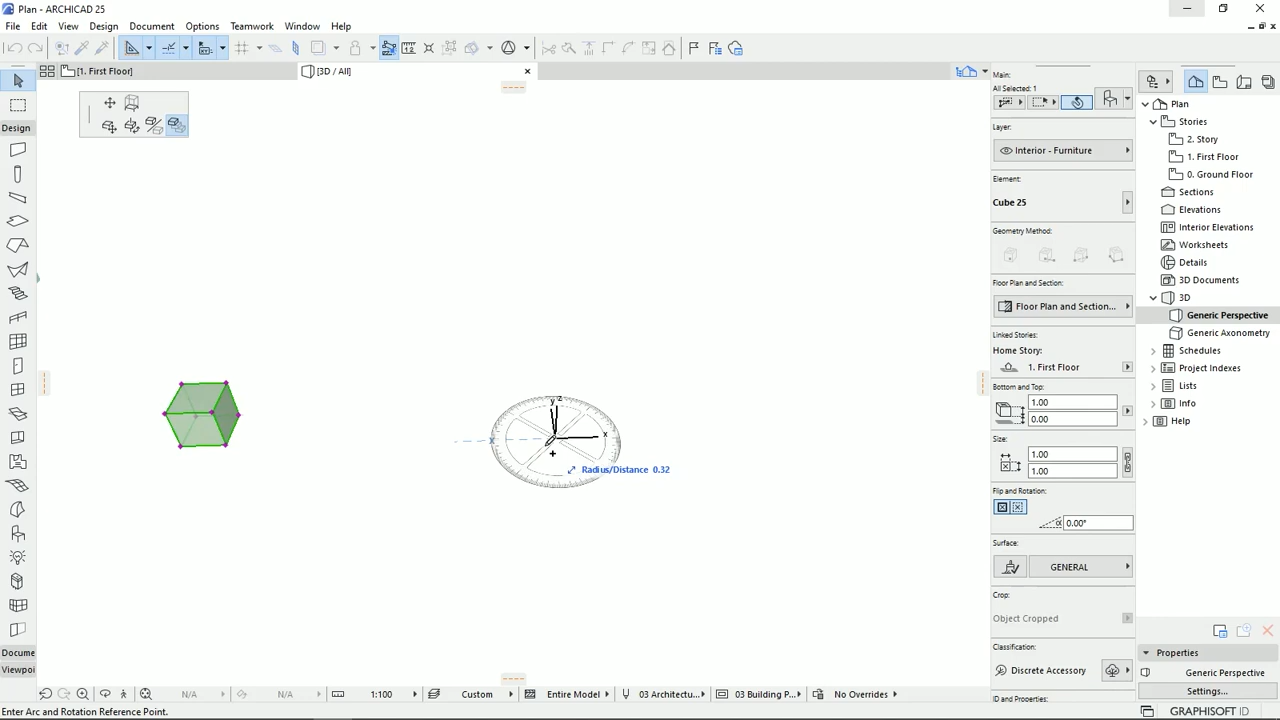 Plan - ARCHICAD 25
File Edit View Design Document Options Teamwork Window Help
[1. First Floor]
[3D / All]
Design
Docume
Viewpoi
y z
x
Radius/Distance 0.32
Main:
All Selected: 1
Layer:
Interior - Furniture
Element:
Cube 25
Geometry Method:
Floor Plan and Section:
Floor Plan and Section...
Linked Stories:
Home Story:
1. First Floor
Bottom and Top:
1.00
0.00
Size:
1.00
1.00
Flip and Rotation:
α 0.00°
Surface:
GENERAL
Crop:
Object Cropped
Classification:
Discrete Accessory
ID and Properties:
Plan
Stories
2. Story
1. First Floor
0. Ground Floor
Sections
Elevations
Interior Elevations
Worksheets
Details
3D Documents
3D
Generic Perspective
Generic Axonometry
Schedules
Project Indexes
Lists
Info
Help
Properties
Generic Perspective
Settings...
N/A N/A 1:100 Custom Entire Model 03 Architectu... 03 Building P... No Overrides
Enter Arc and Rotation Reference Point.
GRAPHISOFT ID